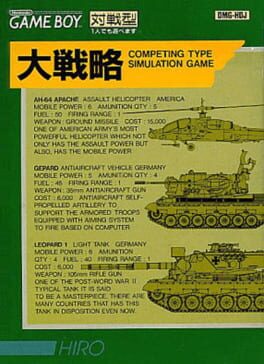 Nintendo
GAME BOY
対戦型
1人でも遊べます
DMG-HDJ
大戦略
COMPETING TYPE
SIMULATION GAME
AH-64 APACHE ASSAULT HELICOPTER AMERICA
MOBILE POWER : 6 AMUNITION QTY : 5
FUEL : 50 FIRING RANGE : 1
WEAPON : GROUND MISSILE COST : 15,000
ONE OF AMERICAN ARMY'S MOST
POWERFUL HELICOPTER WHICH NOT
ONLY HAS THE ASSAULT POWER BUT
ALSO, HAS THE MOBILE POWER
GEPARD ANTIAIRCRAFT VEHICLE GERMANY
MOBILE POWER : 5 AMUNITION QTY : 4
FUEL : 45 FIRING RANGE : 1
WEAPON : 35mm ANTIAIRCRAFT GUN
COST : 6,000 ANTIAIRCRAFT SELF-
PROPELLED ARTILLERY TO
SUPPORT THE ARMORED TROOPS
EQUIPPED WITH AIMING SYSTEM
TO FIRE BASED ON COMPUTER
LEOPARD 1 LIGHT TANK GERMANY
MOBILE POWER : 6 AMUNITION
QTY : 4 FUEL : 40 FIRING RANGE : 1
COST : 6,000
WEAPON : 105mm RIFLE GUN
ONE OF THE POST-WORD WAR II
TYPICAL TANK IT IS SAID
TO BE A MASTERPIECE. THERE ARE
MANY COUNTRIES THAT HAS THIS
TANK IN DISPOSITION EVEN NOW.
HIRO